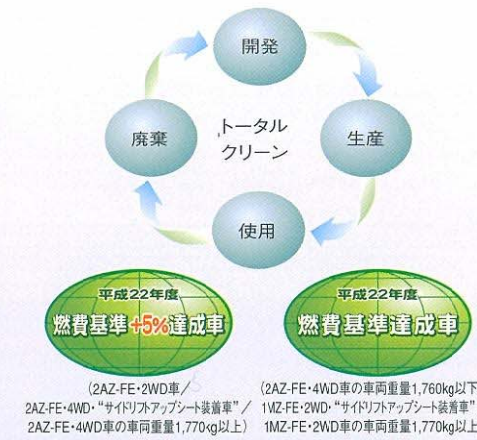 開発
廃棄
トータル
クリーン
生産
使用
平成22年度
燃費基準+5%達成車
(2AZ-FE・2WD車/
2AZ-FE・4WD・“サイドリフトアップシート装着車”/
2AZ-FE・4WD車の車両重量1,770kg以上)
平成22年度
燃費基準達成車
(2AZ-FE・4WD車の車両重量1,760kg以下
1MZ-FE・2WD・“サイドリフトアップシート装着車”
1MZ-FE・2WD車の車両重量1,770kg以上)